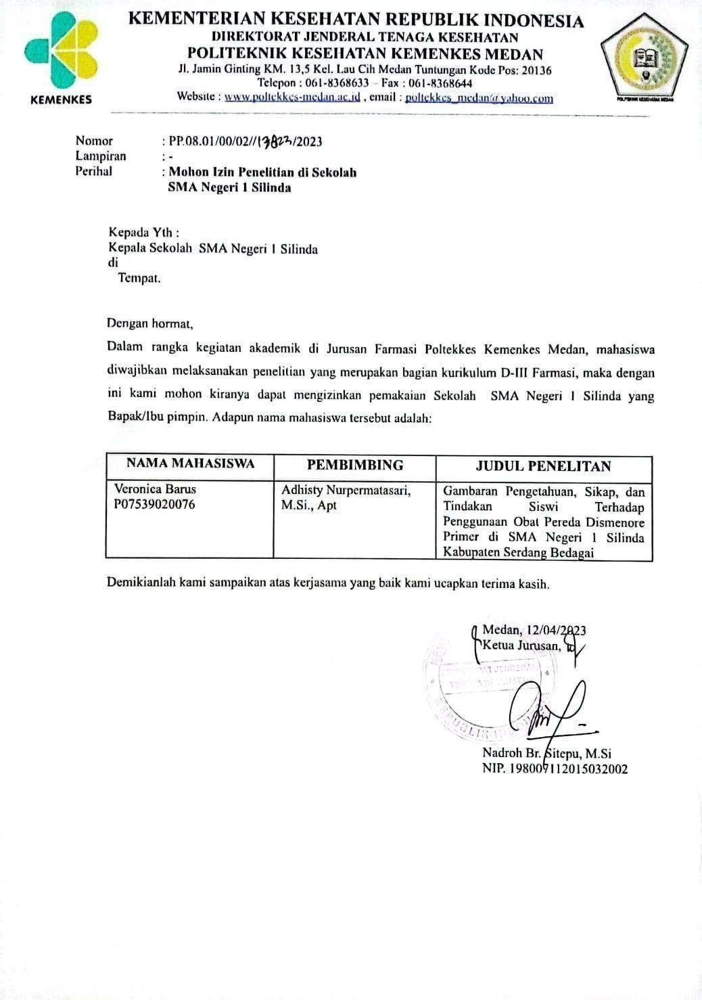 KEMENTERIAN KESEHATAN REPUBLIK INDONESIA
DIREKTORAT JENDERAL TENAGA KESEHATAN
POLITEKNIK KESEHATAN KEMENKES MEDAN
Jl. Jamin Ginting KM. 13,5 Kel. Lau Cih Medan Tuntungan Kode Pos: 20136
Telepon : 061-8368633 – Fax : 061-8368644
Website : www.poltekkes-medan.ac.id , email : poltekkes_medan@yahoo.com
KEMENKES
POLITEKNIK KESEHATAN MEDAN
Nomor : PP.08.01/00/02//13823/2023
Lampiran : -
Perihal : Mohon Izin Penelitian di Sekolah
SMA Negeri 1 Silinda
Kepada Yth :
Kepala Sekolah SMA Negeri 1 Silinda
di
Tempat.
Dengan hormat,
Dalam rangka kegiatan akademik di Jurusan Farmasi Poltekkes Kemenkes Medan, mahasiswa
diwajibkan melaksanakan penelitian yang merupakan bagian kurikulum D-III Farmasi, maka dengan
ini kami mohon kiranya dapat mengizinkan pemakaian Sekolah SMA Negeri 1 Silinda yang
Bapak/Ibu pimpin. Adapun nama mahasiswa tersebut adalah:
NAMA MAHASISWA PEMBIMBING JUDUL PENELITAN
Veronica Barus
P07539020076
Adhisty Nurpermatasari,
M.Si., Apt
Gambaran Pengetahuan, Sikap, dan
Tindakan Siswi Terhadap
Penggunaan Obat Pereda Dismenore
Primer di SMA Negeri 1 Silinda
Kabupaten Serdang Bedagai
Demikianlah kami sampaikan atas kerjasama yang baik kami ucapkan terima kasih.
Medan, 12/04/2023
Ketua Jurusan,
DIREKTORAT JENDERAL
TENAGA KESEHATAN
REPUBLIK INDONESIA
Nadroh Br. Sitepu, M.Si
NIP. 198007112015032002